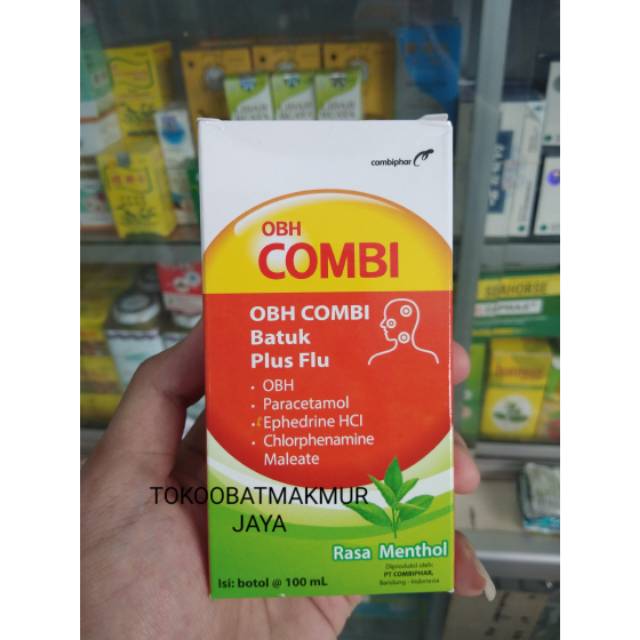 combiphar
OBH
COMBI
OBH COMBI
Batuk
Plus Flu
• OBH
• Paracetamol
• Ephedrine HCl
• Chlorphenamine
Maleate
TOKOOBATMAKMUR
JAYA
Rasa Menthol
Diproduksi oleh:
PT COMBIPHAR,
Bandung - Indonesia
Isi: botol @ 100 mL
SEAHORSE